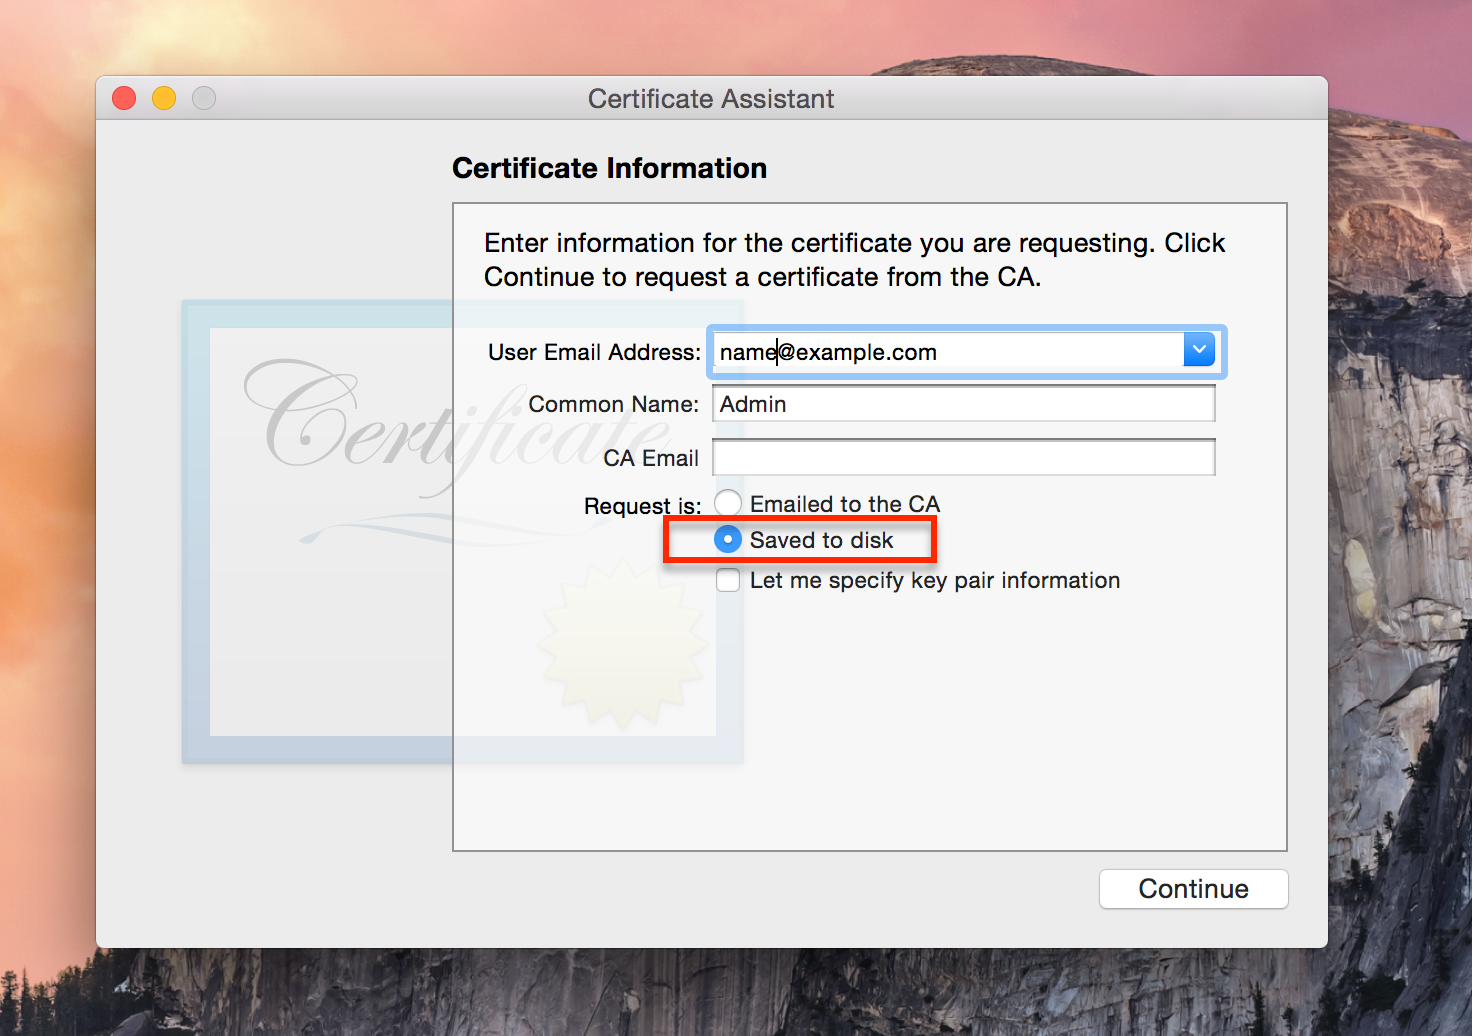 Certificate Assistant
Certificate Information
Enter information for the certificate you are requesting. Click
Continue to request a certificate from the CA.
User Email Address: name@example.com
Common Name: Admin
CA Email
Certificate
Request is: Emailed to the CA
Saved to disk
Let me specify key pair information
Continue